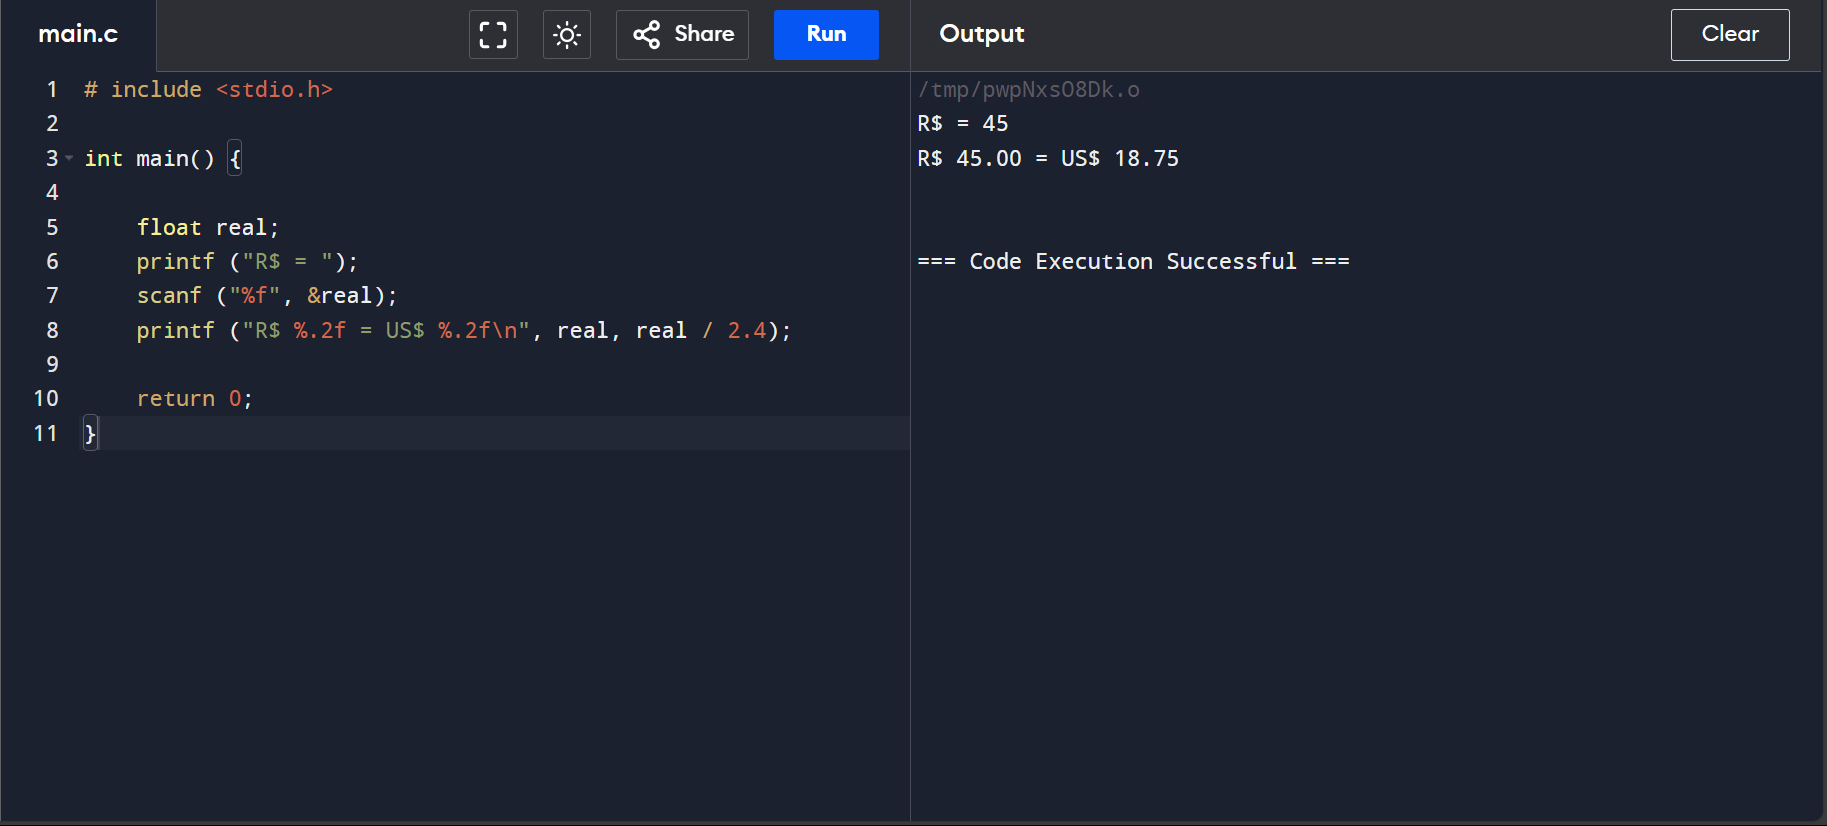 main.c
Share
Run
Output
Clear
1 # include <stdio.h>
2
3 int main() {
4
5     float real;
6     printf ("R$ = ");
7     scanf ("%f", &real);
8     printf ("R$ %.2f = US$ %.2f\n", real, real / 2.4);
9
10     return 0;
11 }
/tmp/pwpNxsO8Dk.o
R$ = 45
R$ 45.00 = US$ 18.75
=== Code Execution Successful ===